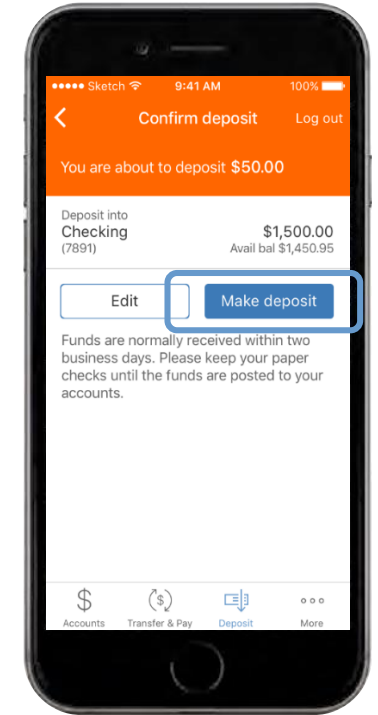 Sketch 9:41 AM 100%
Confirm deposit Log out
You are about to deposit $50.00
Deposit into
Checking $1,500.00
(7891) Avail bal $1,450.95
Edit Make deposit
Funds are normally received within two
business days. Please keep your paper
checks until the funds are posted to your
accounts.
Accounts Transfer & Pay Deposit More